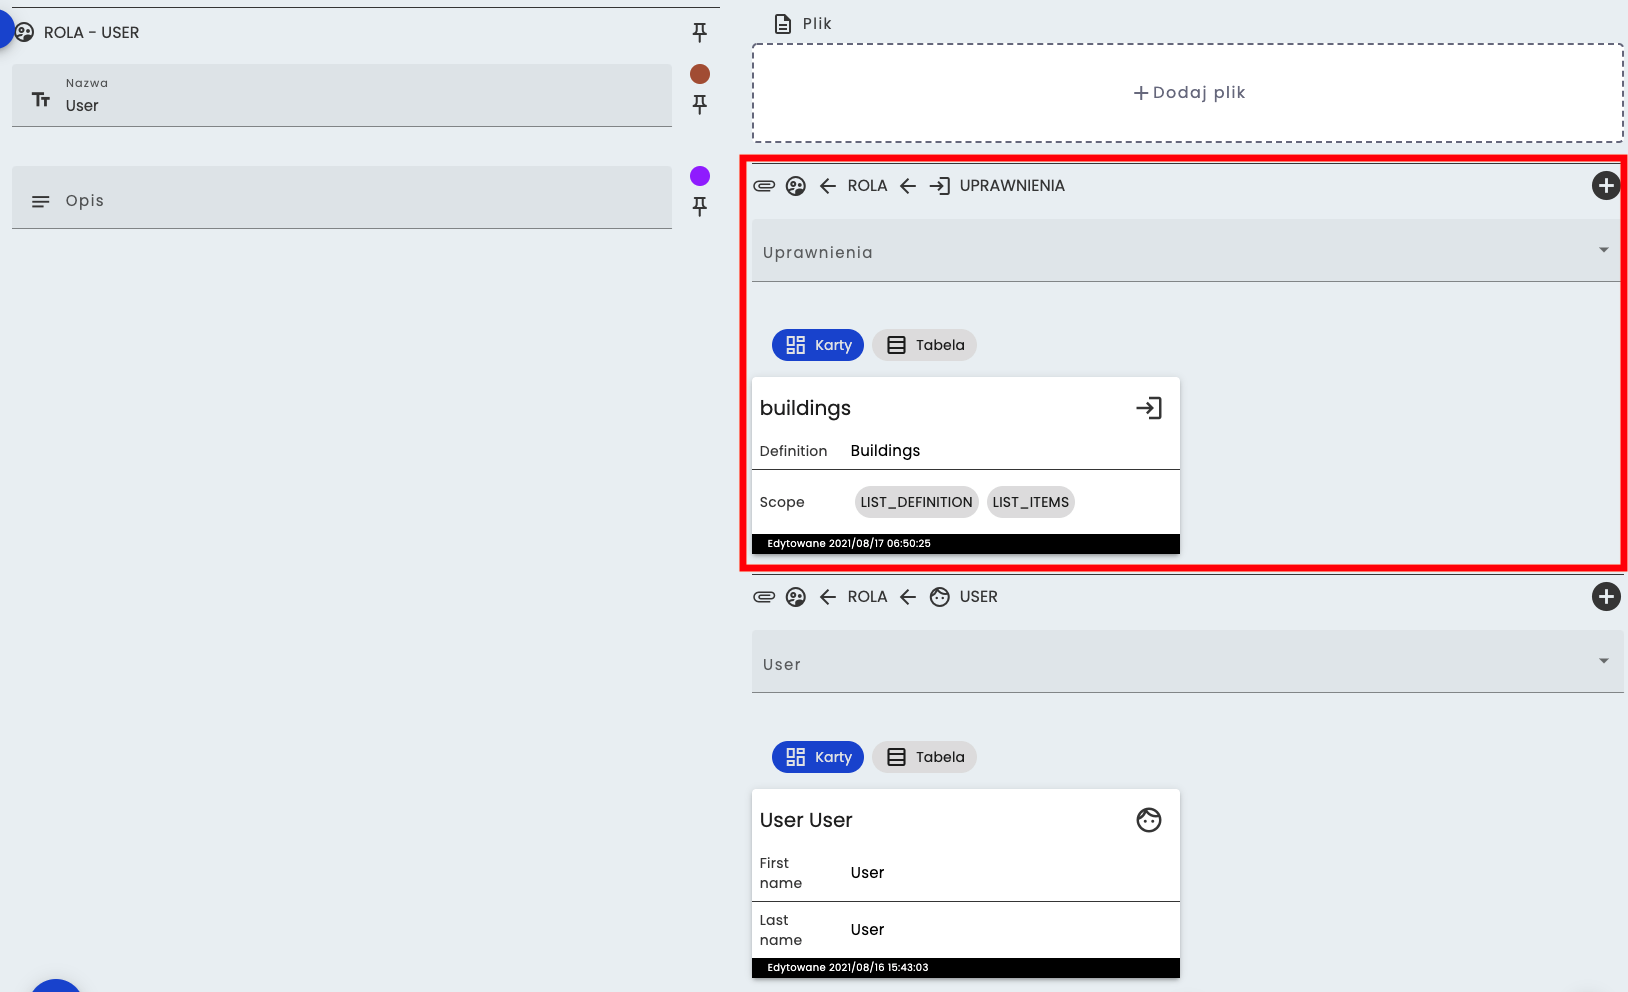 ROLA - USER
Nazwa
User
Opis
Plik
Dodaj plik
ROLA UPRAWNIENIA
Uprawnienia
Karty Tabela
buildings
Definition Buildings
Scope LIST_DEFINITION LIST_ITEMS
Edytowane 2021/08/17 06:50:25
ROLA USER
User
Karty Tabela
User User
First
name
User
Last
name
User
Edytowane 2021/08/16 15:43:03